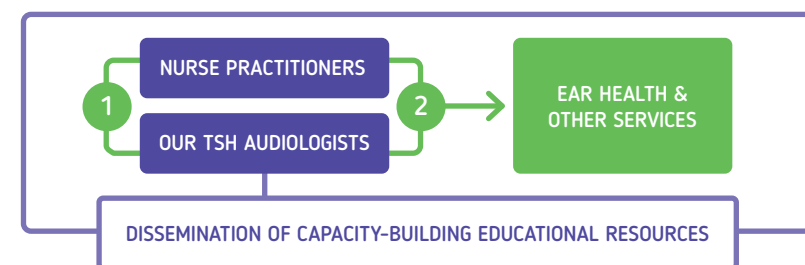 NURSE PRACTITIONERS
1
2
OUR TSH AUDIOLOGISTS
EAR HEALTH &
OTHER SERVICES
DISSEMINATION OF CAPACITY-BUILDING EDUCATIONAL RESOURCES